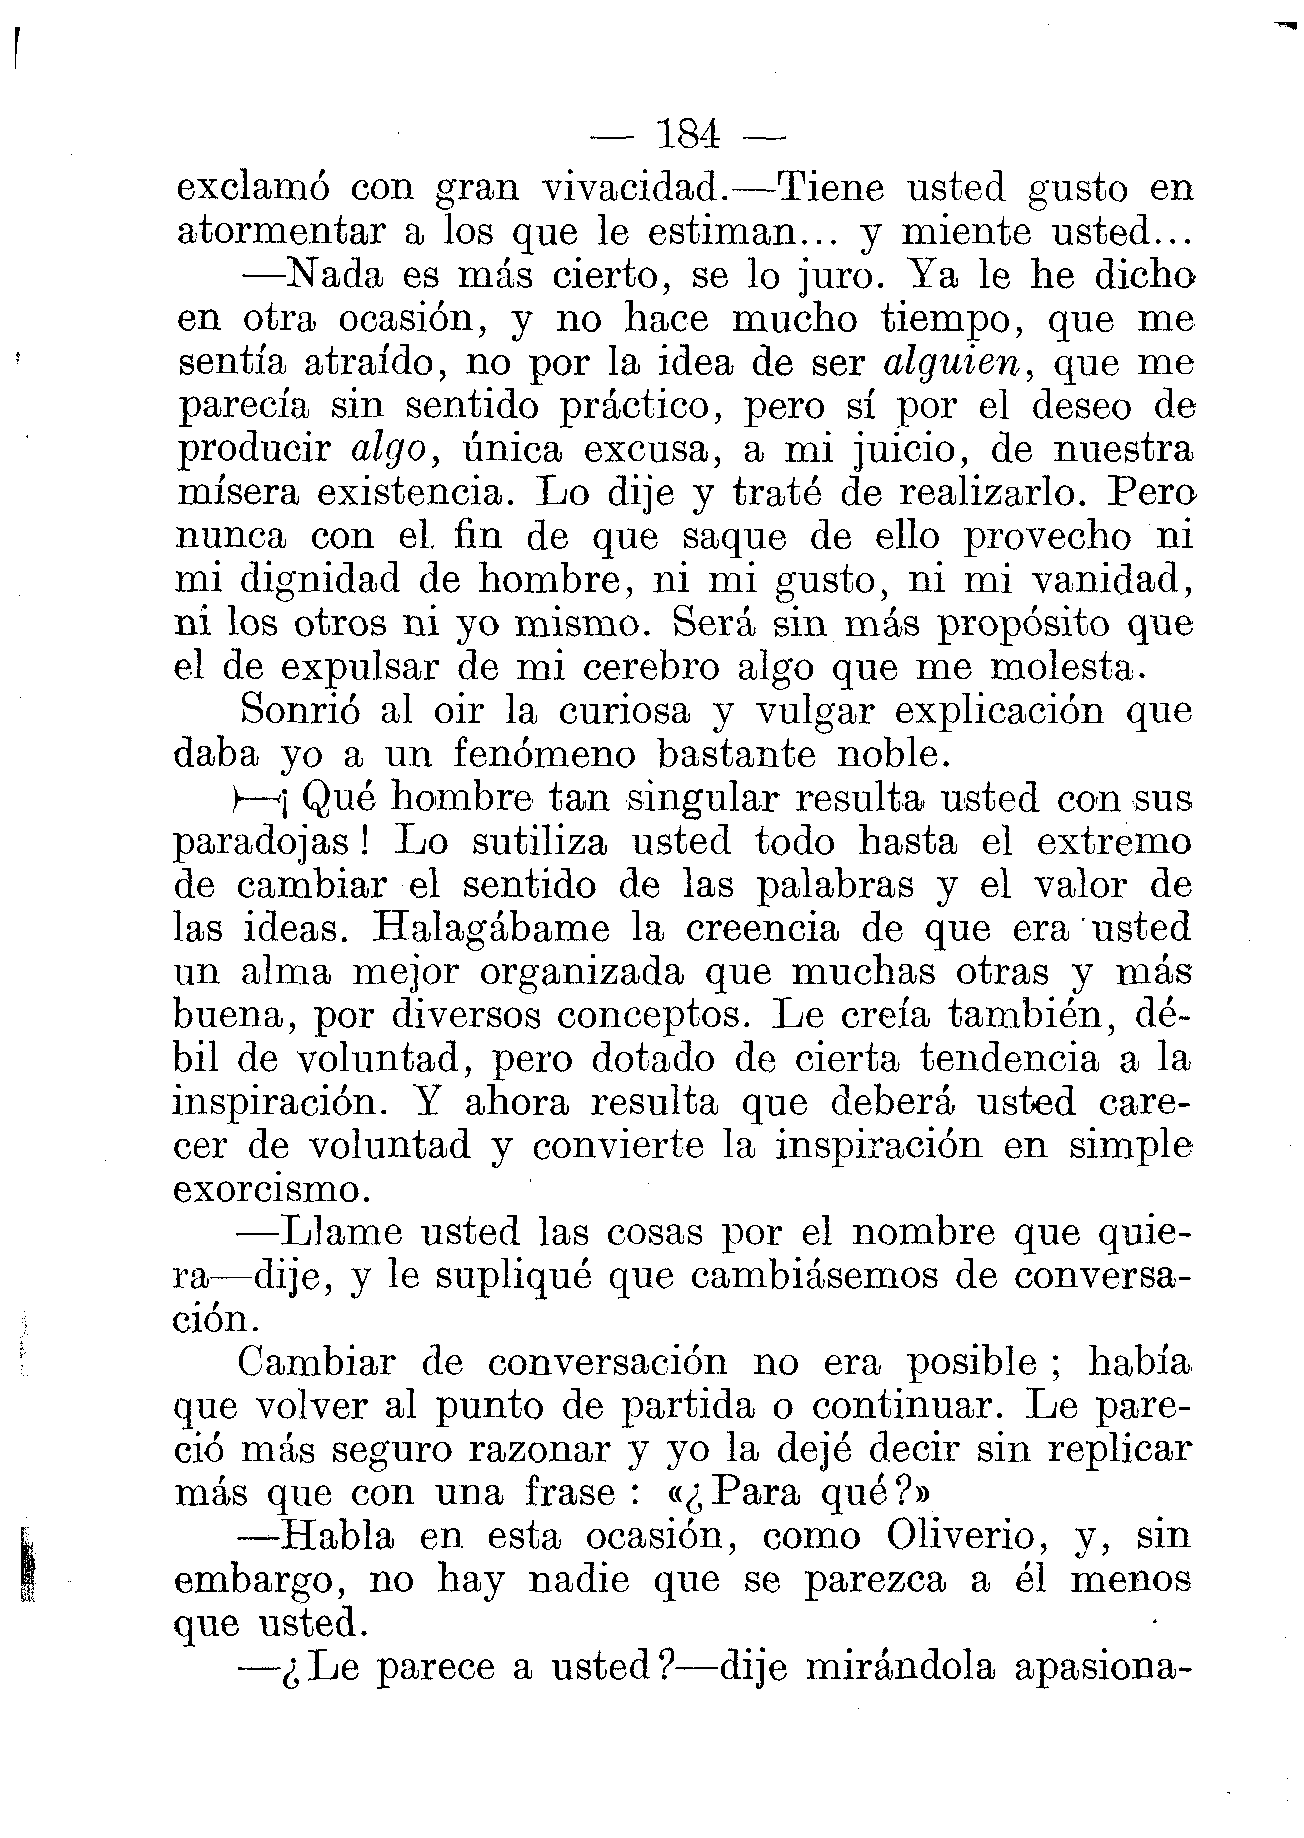 — 184 —
exclamó con gran vivacidad.—Tiene usted gusto en
atormentar a los que le estiman... y miente usted...
—Nada es más cierto, se lo juro. Ya le he dicho
en otra ocasión, y no hace mucho tiempo, que me
sentía atraído, no por la idea de ser alguien, que me
parecía sin sentido práctico, pero sí por el deseo de
producir algo, única excusa, a mi juicio, de nuestra
mísera existencia. Lo dije y traté de realizarlo. Pero
nunca con el fin de que saque de ello provecho ni
mi dignidad de hombre, ni mi gusto, ni mi vanidad,
ni los otros ni yo mismo. Será sin más propósito que
el de expulsar de mi cerebro algo que me molesta.
Sonrió al oir la curiosa y vulgar explicación que
daba yo a un fenómeno bastante noble.
—¡Qué hombre tan singular resulta usted con sus
paradojas! Lo sutiliza usted todo hasta el extremo
de cambiar el sentido de las palabras y el valor de
las ideas. Halagábame la creencia de que era usted
un alma mejor organizada que muchas otras y más
buena, por diversos conceptos. Le creía también, dé-
bil de voluntad, pero dotado de cierta tendencia a la
inspiración. Y ahora resulta que deberá usted care-
cer de voluntad y convierte la inspiración en simple
exorcismo.
—Llame usted las cosas por el nombre que quie-
ra—dije, y le supliqué que cambiásemos de conversa-
ción.
Cambiar de conversación no era posible ; había
que volver al punto de partida o continuar. Le pare-
ció más seguro razonar y yo la dejé decir sin replicar
más que con una frase : «¿Para qué?»
—Habla en esta ocasión, como Oliverio, y, sin
embargo, no hay nadie que se parezca a él menos
que usted.
—¿Le parece a usted?—dije mirándola apasiona-